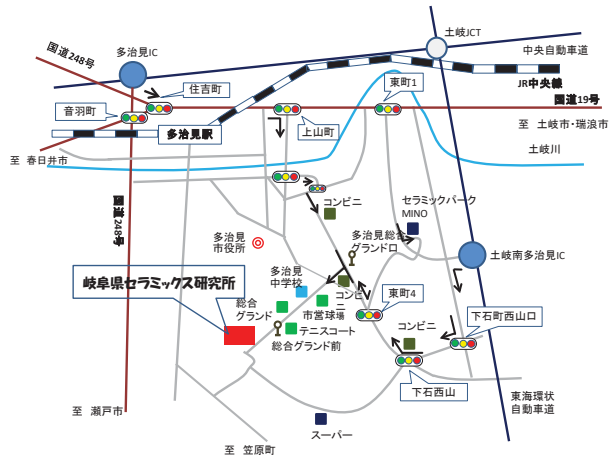 国道248号
多治見IC
土岐JCT
中央自動車道
住吉町
JR中央線
音羽町
東町1
国道19号
多治見駅
上山町
至 土岐市・瑞浪市
至 春日井市
土岐川
国道248号
コンビニ
セラミックパーク
MINO
多治見
市役所
多治見総合
グランド口
土岐南多治見IC
岐阜県セラミックス研究所
多治見
中学校
コンビニ
総合
グランド
市営球場
東町4
テニスコート
コンビニ
下石町西山口
総合グランド前
下石西山
東海環状
自動車道
至 瀬戸市
スーパー
至 笠原町